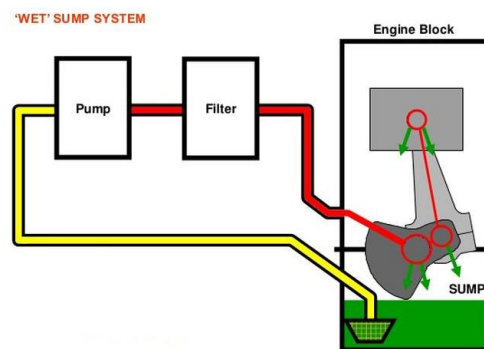 'WET' SUMP SYSTEM
Engine Block
Pump
Filter
SUMP